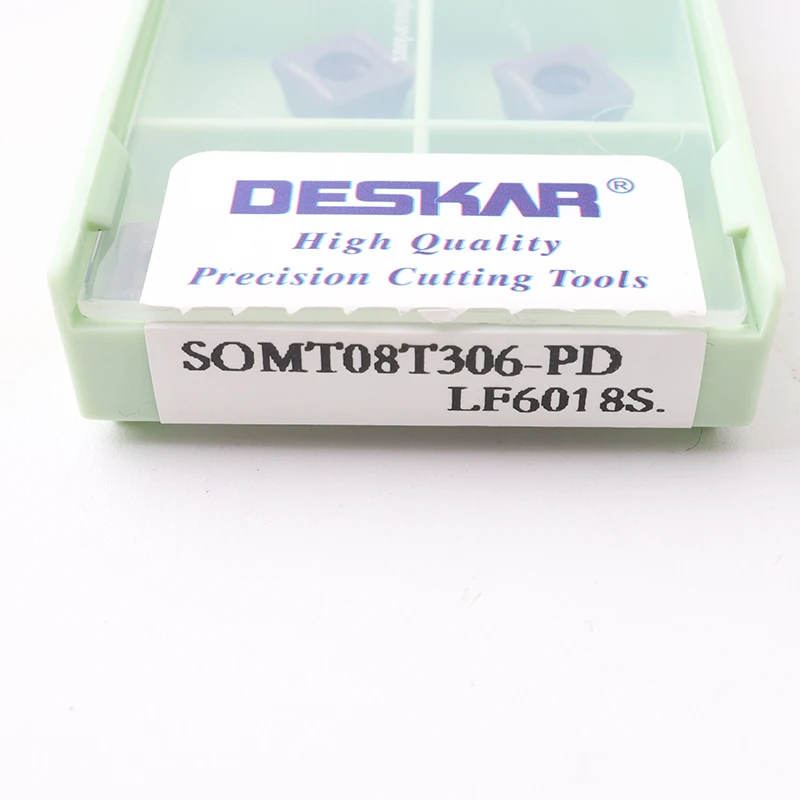 DESKAR®
High Quality
Precision Cutting Tools
SOMT08T306-PD
LF6018S.